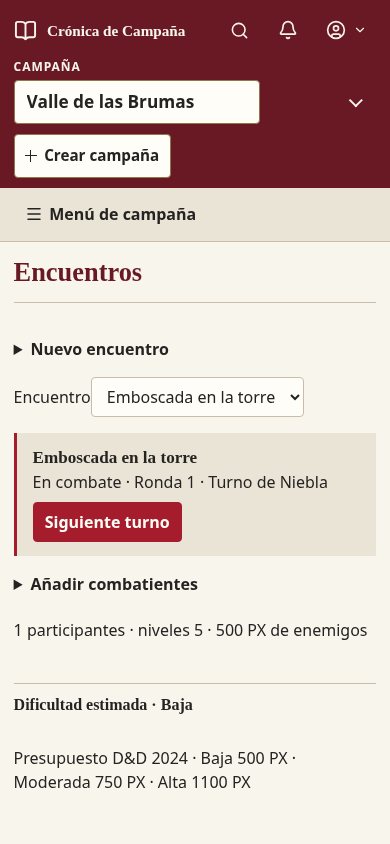 Crónica de Campaña
CAMPAÑA
Valle de las Brumas
Crear campaña
Menú de campaña
Encuentros
Nuevo encuentro
Encuentro Emboscada en la torre
Emboscada en la torre
En combate · Ronda 1 · Turno de Niebla
Siguiente turno
Añadir combatientes
1 participantes · niveles 5 · 500 PX de enemigos
Dificultad estimada · Baja
Presupuesto D&D 2024 · Baja 500 PX ·
Moderada 750 PX · Alta 1100 PX